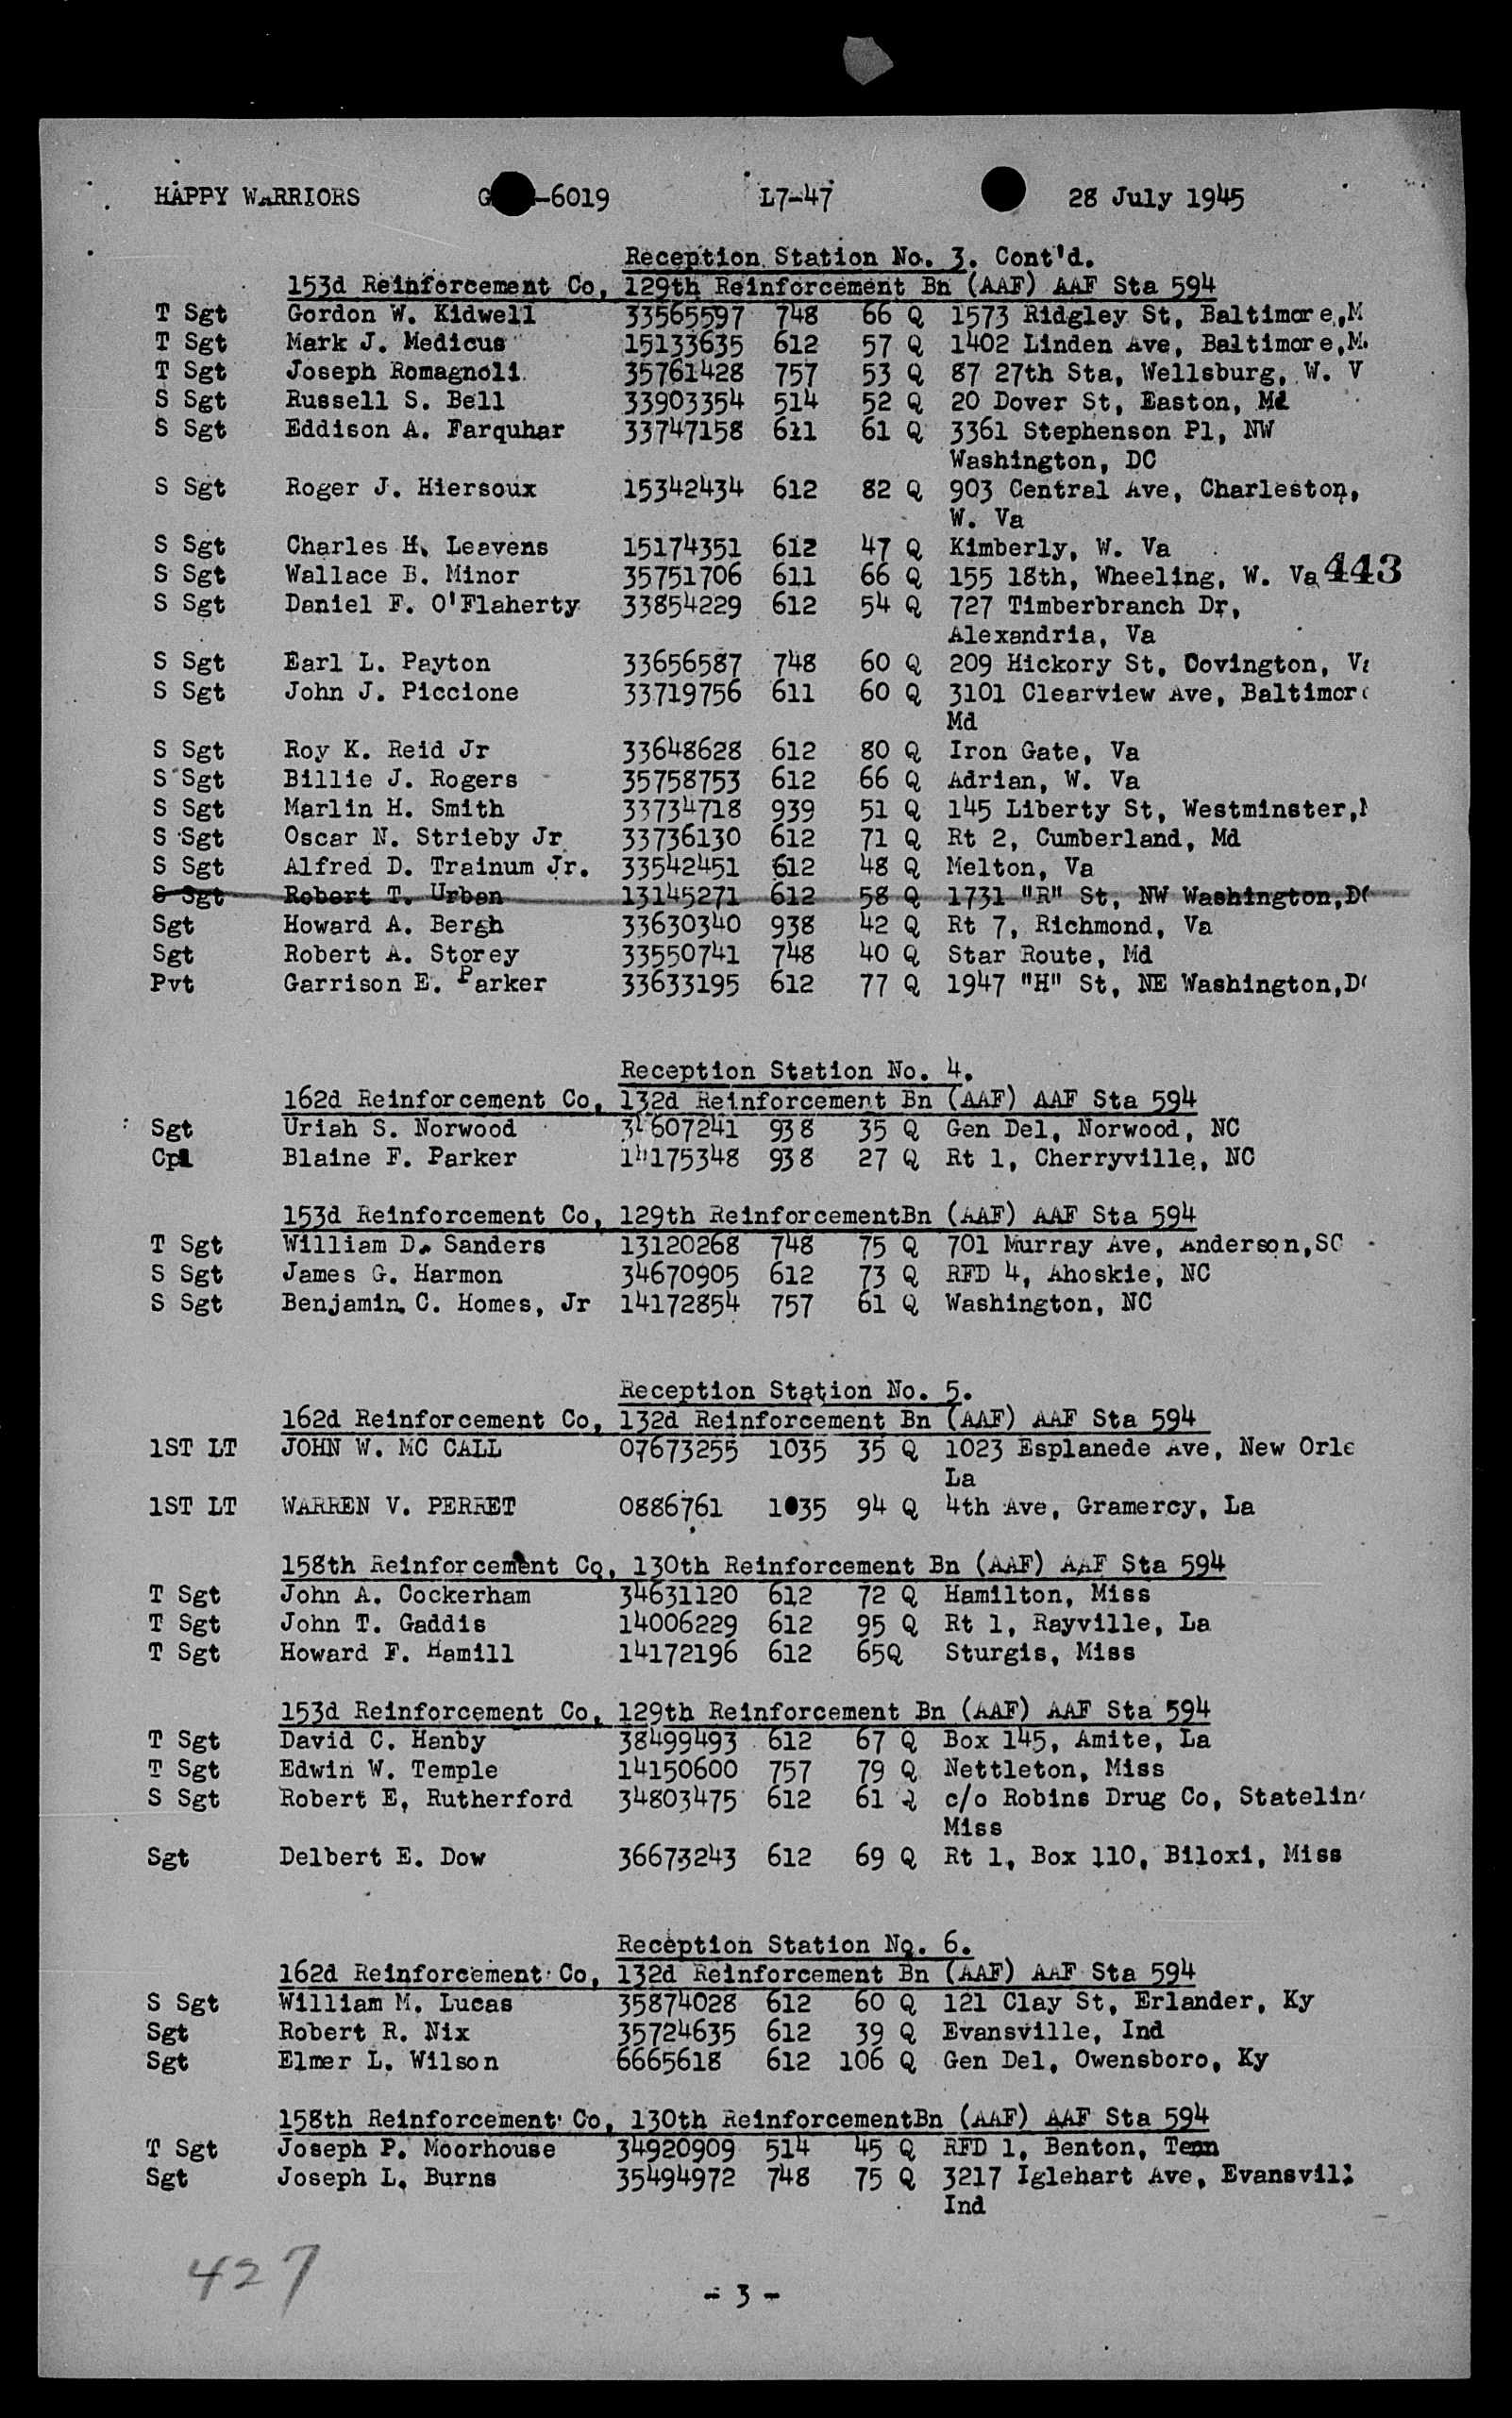 HAPPY WARRIORS -6019 L7-47 28 July 1945
Reception Station No. 3. Cont'd.
153d Reinforcement Co, 129th Reinforcement Bn (AAF) AAF Sta 594
T Sgt Gordon W. Kidwell 33565597 748 66 Q 1573 Ridgley St, Baltimore,M
T Sgt Mark J. Medicus 15133635 612 57 Q 1402 Linden Ave, Baltimore,M.
T Sgt Joseph Romagnoli 35761428 757 53 Q 87 27th Sta, Wellsburg, W. V
S Sgt Russell S. Bell 33903354 514 52 Q 20 Dover St, Easton, Md
S Sgt Eddison A. Farquhar 33747158 611 61 Q 3361 Stephenson Pl, NW
Washington, DC
S Sgt Roger J. Hiersoux 15342434 612 82 Q 903 Central Ave, Charleston,
W. Va
S Sgt Charles H. Leavens 15174351 612 47 Q Kimberly, W. Va
S Sgt Wallace B. Minor 35751706 611 66 Q 155 18th, Wheeling, W. Va 443
S Sgt Daniel F. O'Flaherty 33854229 612 54 Q 727 Timberbranch Dr,
Alexandria, Va
S Sgt Earl L. Payton 33656587 748 60 Q 209 Hickory St, Covington, Va
S Sgt John J. Piccione 33719756 611 60 Q 3101 Clearview Ave, Baltimore
Md
S Sgt Roy K. Reid Jr 33648628 612 80 Q Iron Gate, Va
S Sgt Billie J. Rogers 35758753 612 66 Q Adrian, W. Va
S Sgt Marlin H. Smith 33734718 939 51 Q 145 Liberty St, Westminster,
S Sgt Oscar N. Strieby Jr 33736130 612 71 Q Rt 2, Cumberland, Md
S Sgt Alfred D. Trainum Jr. 33542451 612 48 Q Melton, Va
S Sgt Robert T. Urban 13145271 612 58 Q 1731 "R" St, NW Washington,DC
Sgt Howard A. Bergh 33630340 938 42 Q Rt 7, Richmond, Va
Sgt Robert A. Storey 33550741 748 40 Q Star Route, Md
Pvt Garrison E. Parker 33633195 612 77 Q 1947 "H" St, NE Washington,DC
Reception Station No. 4.
162d Reinforcement Co, 132d Reinforcement Bn (AAF) AAF Sta 594
Sgt Uriah S. Norwood 34607241 938 35 Q Gen Del, Norwood, NC
Cpl Blaine F. Parker 14175348 938 27 Q Rt 1, Cherryville, NC
153d Reinforcement Co, 129th ReinforcementBn (AAF) AAF Sta 594
T Sgt William D. Sanders 13120268 748 75 Q 701 Murray Ave, Anderson,SC
S Sgt James G. Harmon 34670905 612 73 Q RFD 4, Ahoskie, NC
S Sgt Benjamin. C. Homes, Jr 14172854 757 61 Q Washington, NC
Reception Station No. 5.
162d Reinforcement Co, 132d Reinforcement Bn (AAF) AAF Sta 594
1ST LT JOHN W. MC CALL 07673255 1035 35 Q 1023 Esplanede Ave, New Orle
La
1ST LT WARREN V. PERRET 0886761 1035 94 Q 4th Ave, Gramercy, La
158th Reinforcement Co, 130th Reinforcement Bn (AAF) AAF Sta 594
T Sgt John A. Cockerham 34631120 612 72 Q Hamilton, Miss
T Sgt John T. Gaddis 14006229 612 95 Q Rt 1, Rayville, La
T Sgt Howard F. Hamill 14172196 612 65Q Sturgis, Miss
153d Reinforcement Co, 129th Reinforcement Bn (AAF) AAF Sta 594
T Sgt David C. Hanby 38499493 612 67 Q Box 145, Amite, La
T Sgt Edwin W. Temple 14150600 757 79 Q Nettleton, Miss
S Sgt Robert E, Rutherford 34803475 612 61 Q c/o Robins Drug Co, Statelin
Miss
Sgt Delbert E. Dow 36673243 612 69 Q Rt 1, Box 110, Biloxi, Miss
Reception Station No. 6.
162d Reinforcement Co, 132d Reinforcement Bn (AAF) AAF Sta 594
S Sgt William M. Lucas 35874028 612 60 Q 121 Clay St, Erlander, Ky
Sgt Robert R. Nix 35724635 612 39 Q Evansville, Ind
Sgt Elmer L. Wilson 6665618 612 106 Q Gen Del, Owensboro, Ky
158th Reinforcement Co, 130th ReinforcementBn (AAF) AAF Sta 594
T Sgt Joseph P. Moorhouse 34920909 514 45 Q RFD 1, Benton, Tenn
Sgt Joseph L. Burns 35494972 748 75 Q 3217 Iglehart Ave, Evansvill
Ind
427
- 3 -